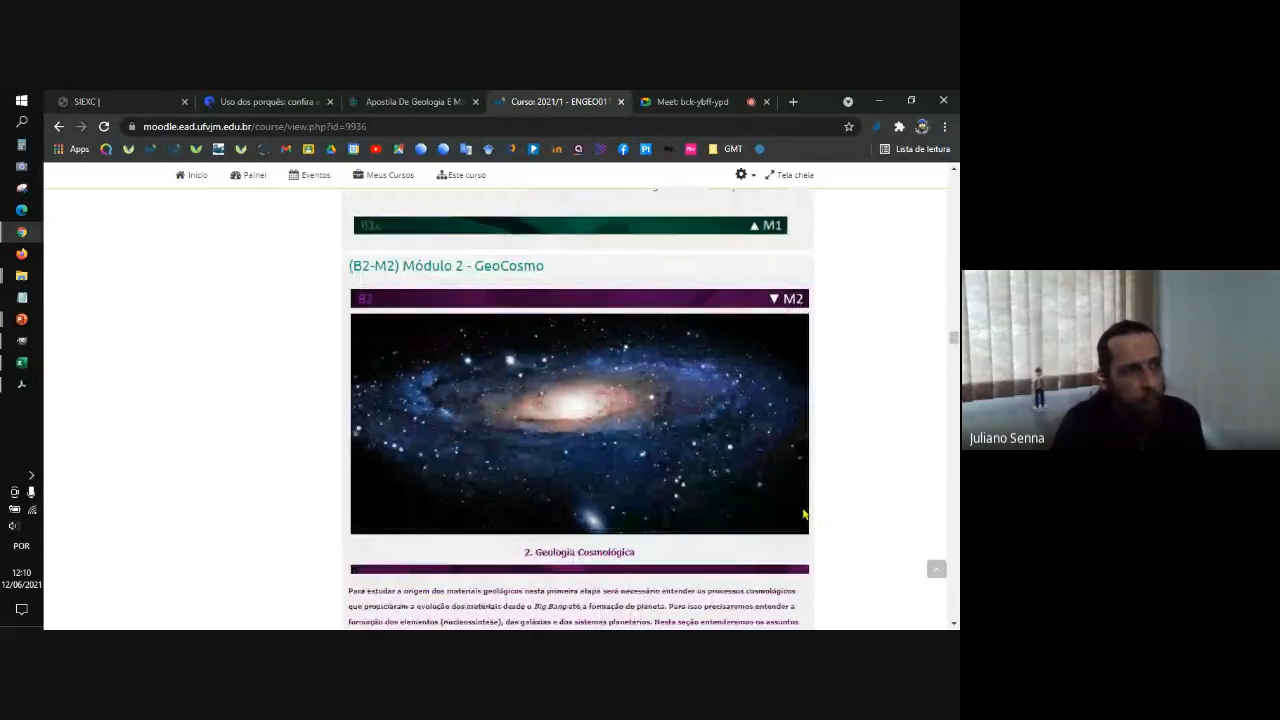 SIEXC |
Uso dos porquês: confira e
Apostila De Geologia E M
Curso: 2021/1 - ENGEO01
Meet: bck-ybff-ypd
moodle.ead.ufvjm.edu.br/course/view.php?id=9936
Apps
GMT
Lista de leitura
Início
Painel
Eventos
Meus Cursos
Este curso
Tela cheia
▲ M1
(B2-M2) Módulo 2 - GeoCosmo
B2
▼ M2
Juliano Senna
2. Geologia Cosmológica
Para estudar a origem dos materiais geológicos nesta primeira etapa será necessário entender os processos cosmológicos
que propiciaram a evolução dos materiais desde o Big Bang até a formação do planeta. Para isso precisaremos entender a
formação dos elementos (nucleossíntese), das galáxias e dos sistemas planetários. Nesta seção entenderemos os assuntos
POR
12:10
12/06/2021